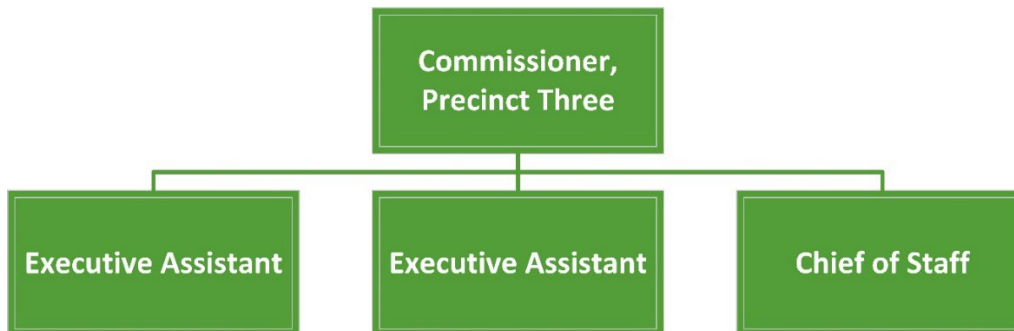 Commissioner,
Precinct Three
Executive Assistant
Executive Assistant
Chief of Staff